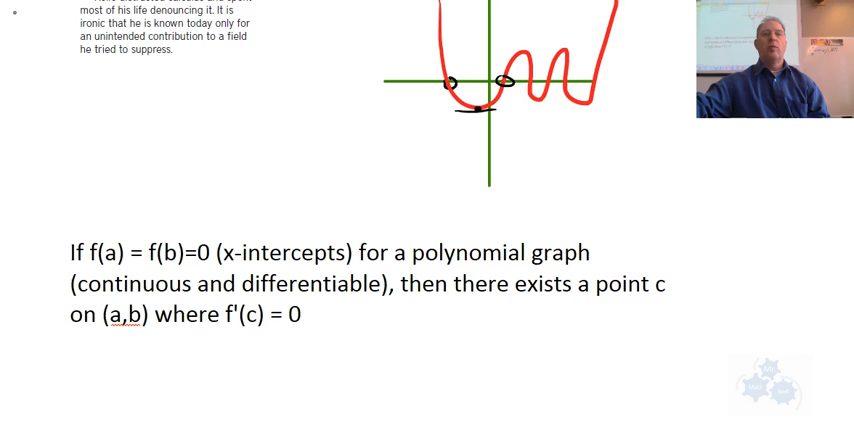 most of his life denouncing it. It is
ironic that he is known today only for
an unintended contribution to a field
he tried to suppress.
If f(a) = f(b)=0 (x-intercepts) for a polynomial graph
(continuous and differentiable), then there exists a point c
on (a,b) where f'(c) = 0